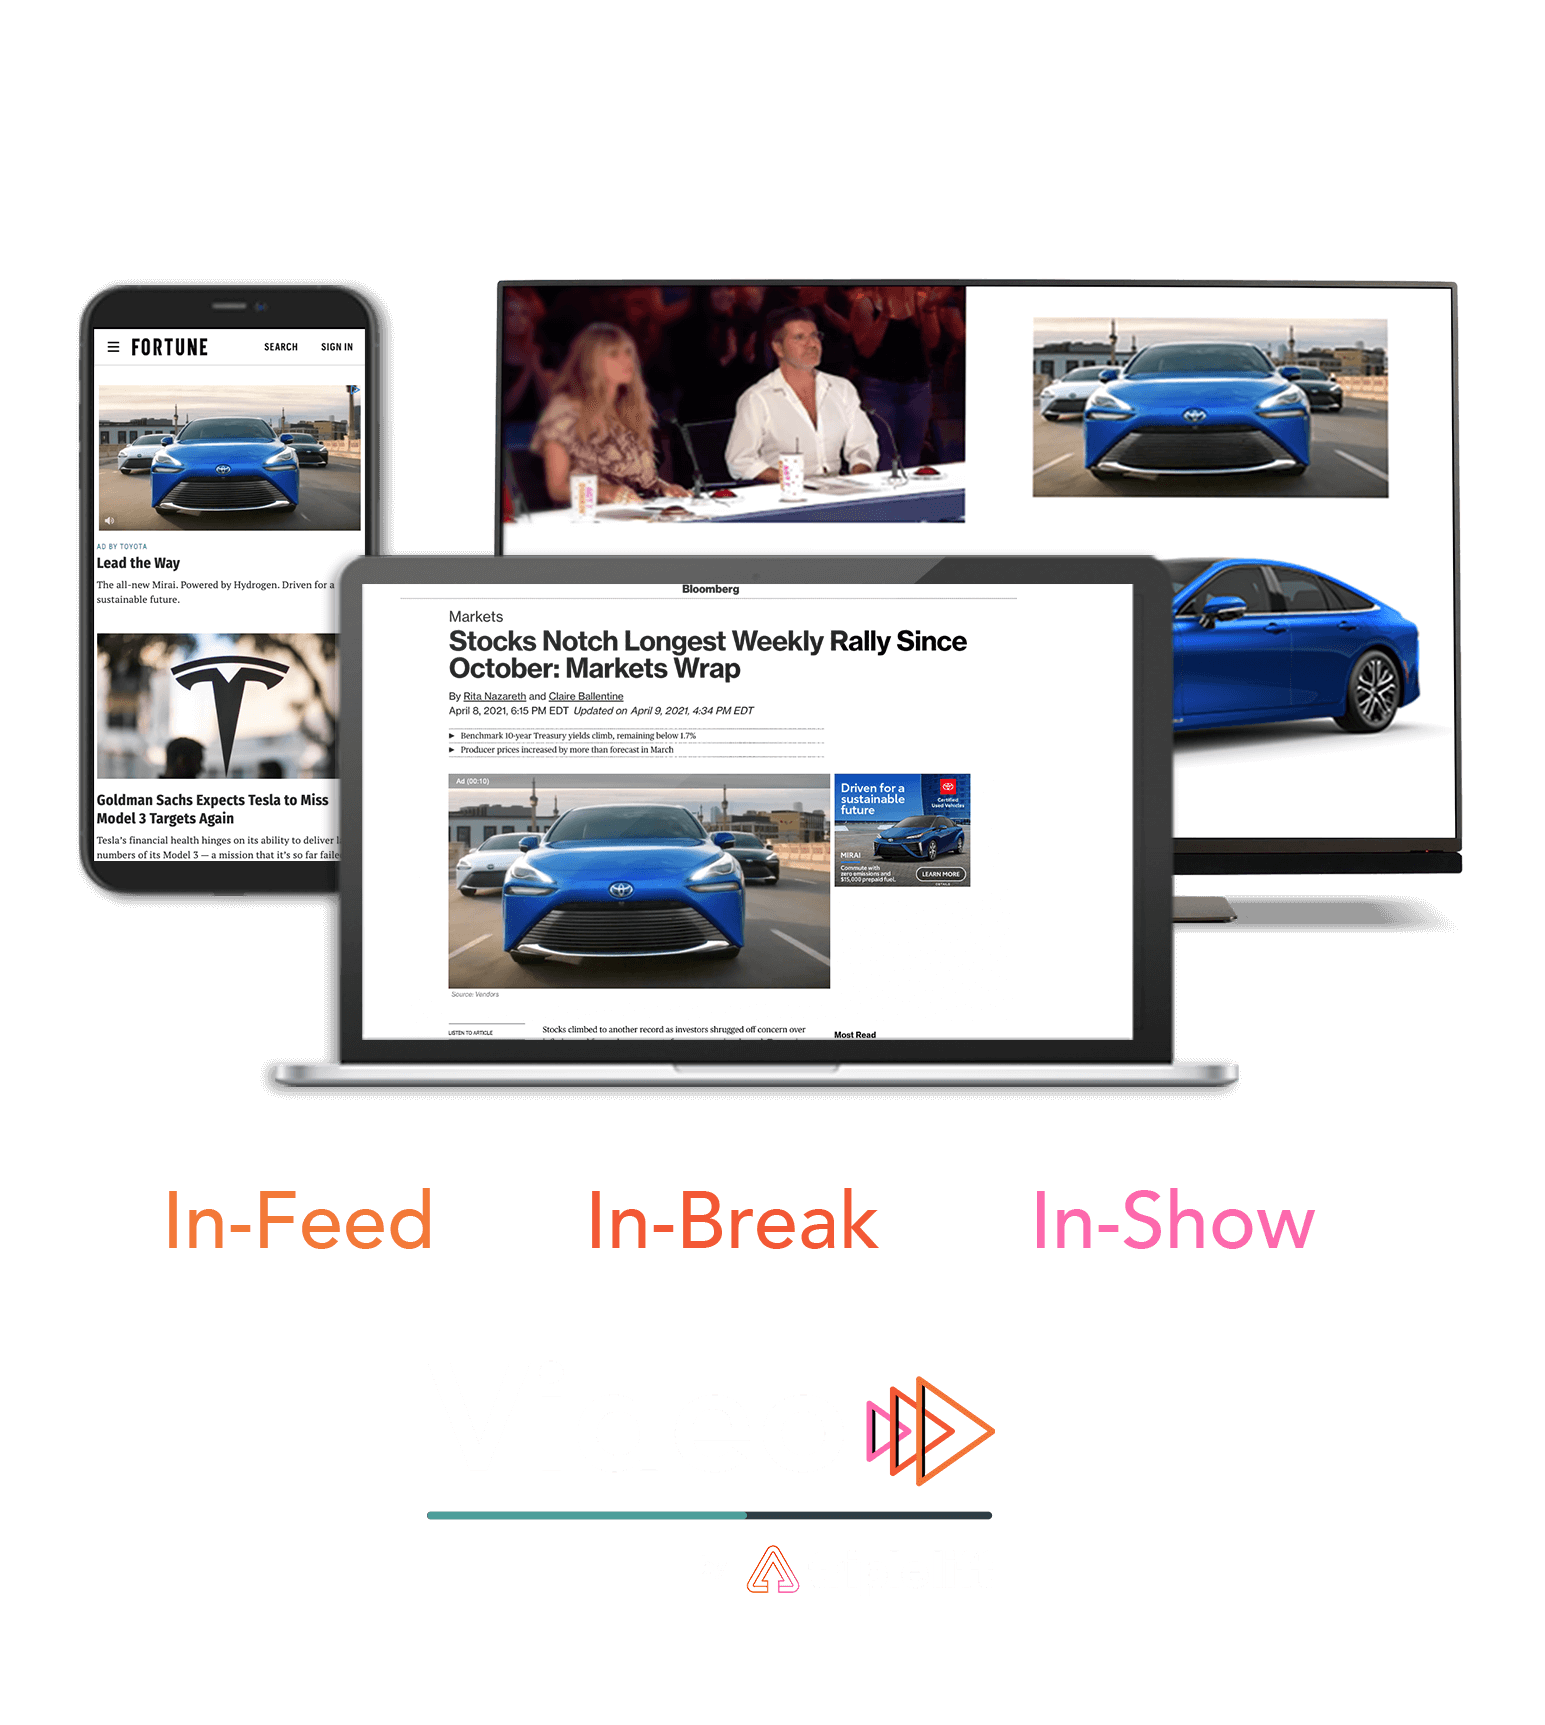 FORTUNE
SEARCH
SIGN IN
AD BY TOYOTA
Lead the Way
The all-new Mirai. Powered by Hydrogen. Driven for a
sustainable future.
Goldman Sachs Expects Tesla to Miss
Model 3 Targets Again
Tesla's financial health hinges on its ability to deliver
numbers of its Model 3 — a mission that it's so far
Bloomberg
Markets
Stocks Notch Longest Weekly Rally Since
October: Markets Wrap
By Rita Nazareth and Claire Ballentine
April 8, 2021, 6:15 PM EDT Updated on April 9, 2021, 4:34 PM EDT
Benchmark 10-year Treasury yields climb, remaining below 1.7%
Producer prices increased by more than forecast in March
Ad (00:10)
Driven for a
sustainable
future
Certified
Used Vehicles
MIRAI
Commute with
zero emissions and
$15,000 prepaid fuel.
LEARN MORE
DETAILS
Source: Vendors
LISTEN TO ARTICLE
Stocks climbed to another record as investors shrugged off concern over
Most Read
In-Feed
In-Break
In-Show